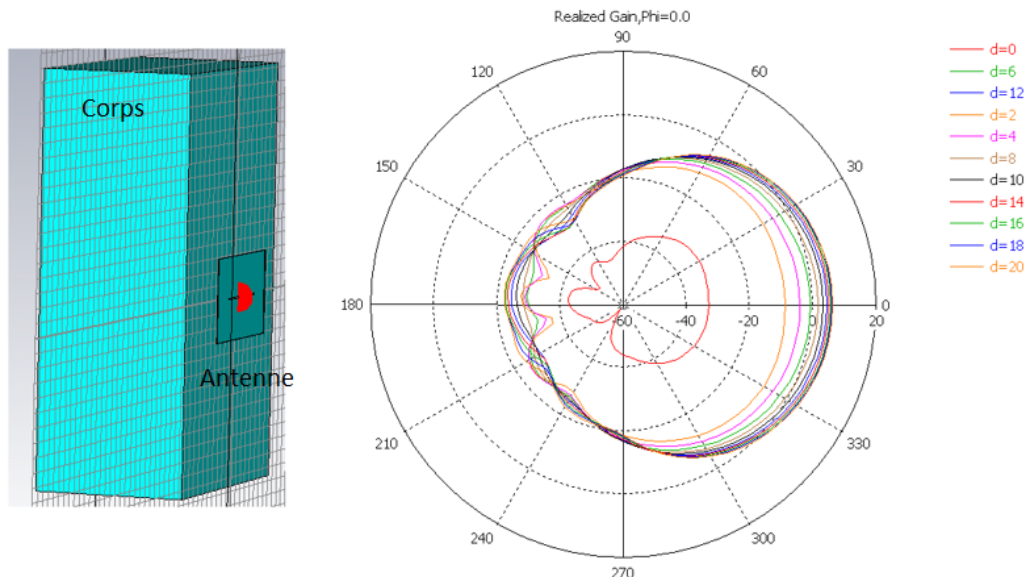 Corps
Antenne
Realized Gain,Phi=0.0
90
120
60
150
30
180
-60
-40
-20
0
20
0
210
330
240
300
270
d=0
d=6
d=12
d=2
d=4
d=8
d=10
d=14
d=16
d=18
d=20